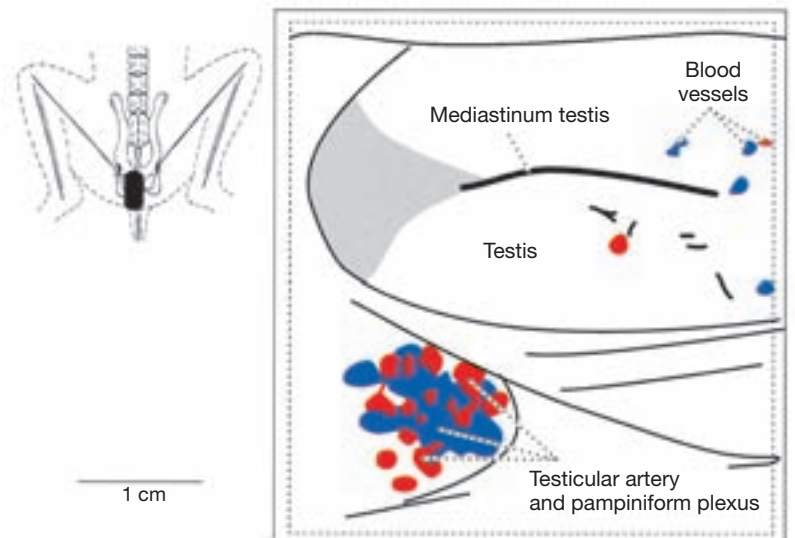 Blood
vessels
Mediastinum testis
Testis
Testicular artery
and pampiniform plexus
1 cm